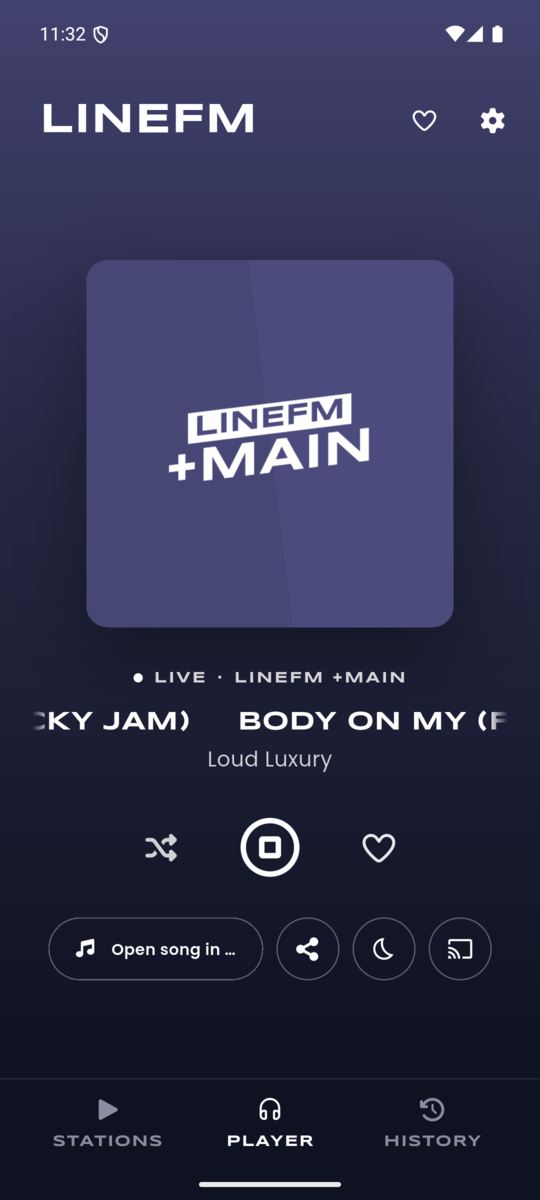 11:32
LINEFM
LINEFM
+MAIN
LIVE · LINEFM +MAIN
KY JAM) BODY ON MY (
Loud Luxury
Open song in ...
STATIONS
PLAYER
HISTORY